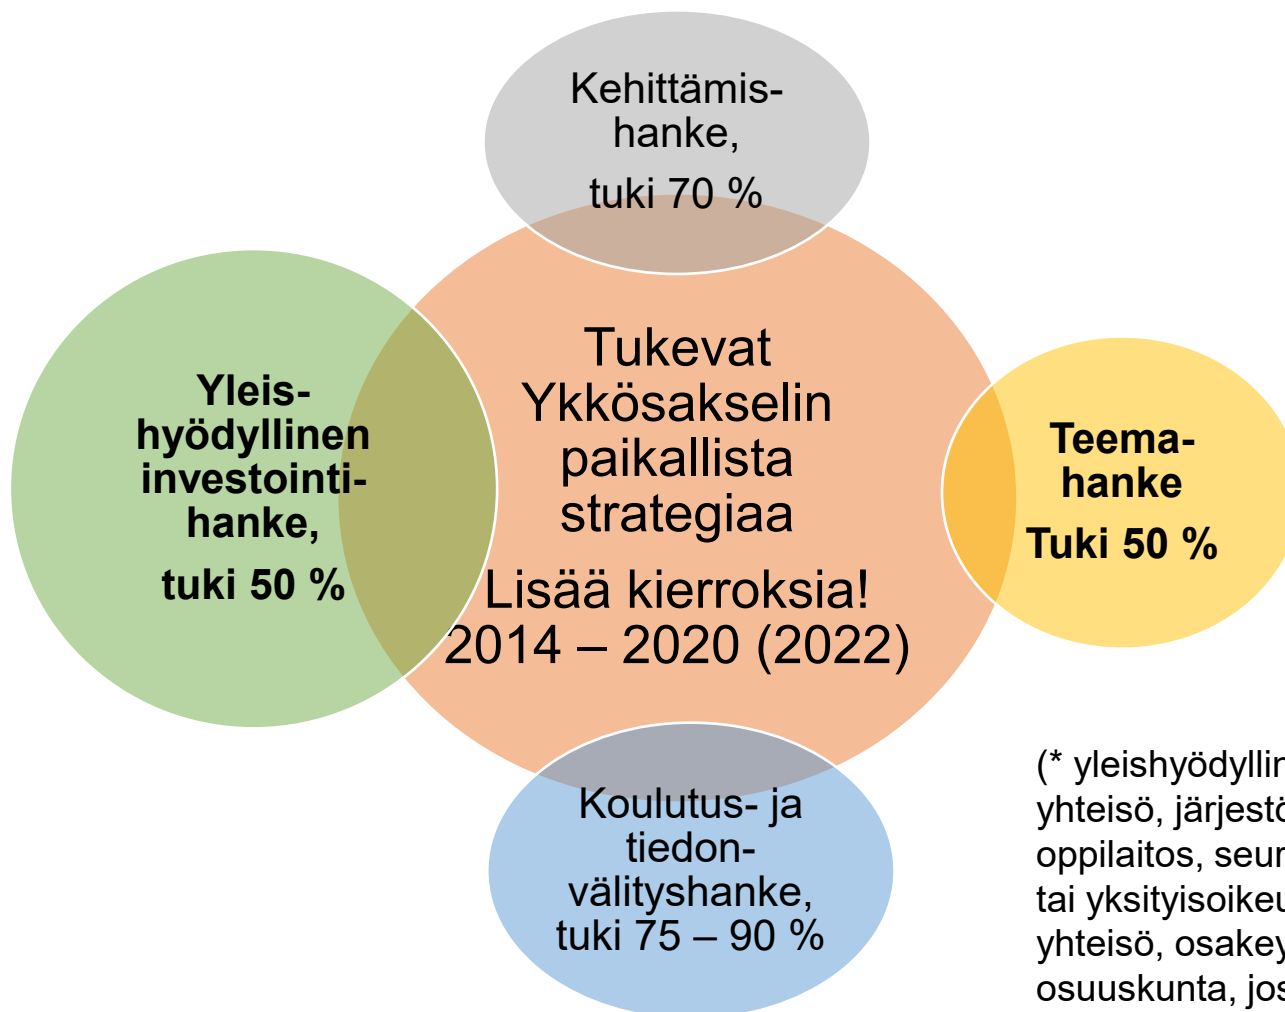 Kehittämis-
hanke,
tuki 70 %
Yleis-
hyödyllinen
investointi-
hanke,
tuki 50 %
Tukevat
Ykkösakselin
paikallista
strategiaa
Lisää kierroksia!
2014 – 2020 (2022)
Teema-
hanke
Tuki 50 %
Koulutus- ja
tiedon-
välityshanke,
tuki 75 – 90 %
(* yleishyödyllin
yhteisö, järjestö
oppilaitos, seur
tai yksityisoikeu
yhteisö, osakey
osuuskunta, jos